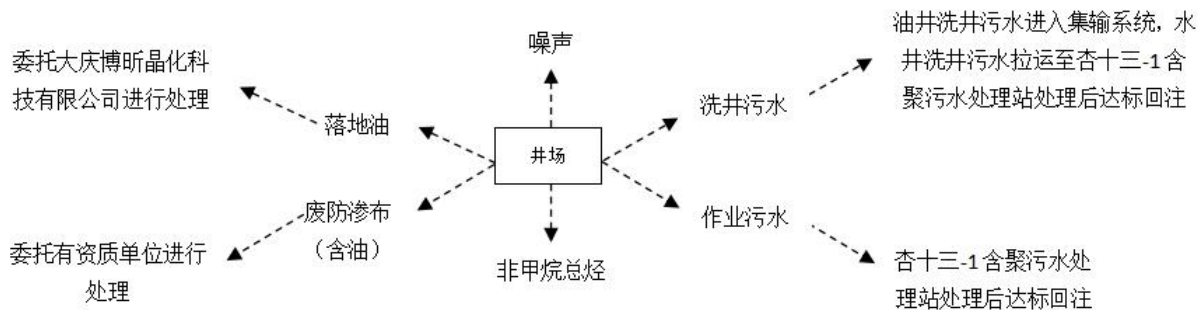 噪声
委托大庆博昕晶化科
技有限公司进行处理
落地油
井场
洗井污水
油井洗井污水进入集输系统，水
井洗井污水拉运至杏十三-1含
聚污水处理站处理后达标回注
废防渗布
（含油）
委托有资质单位进行
处理
非甲烷总烃
作业污水
杏十三-1含聚污水处
理站处理后达标回注